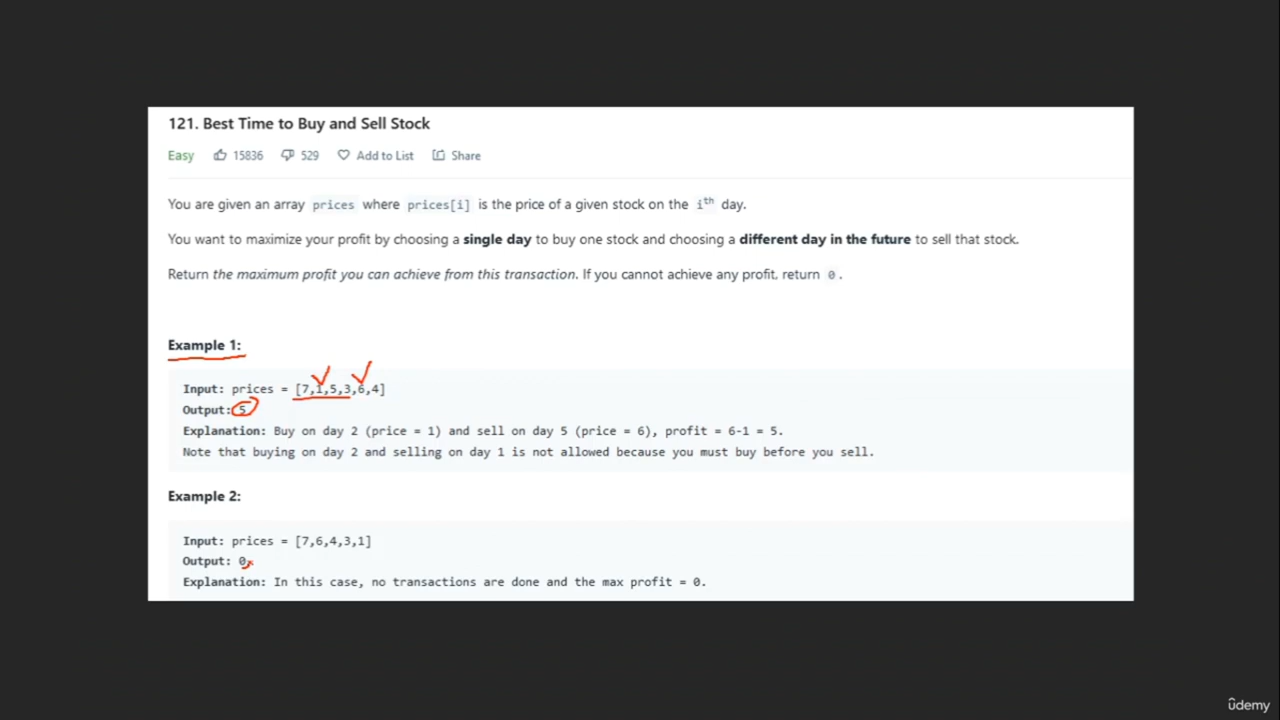 121. Best Time to Buy and Sell Stock
Easy 15836 529 Add to List Share
You are given an array prices where prices[i] is the price of a given stock on the ith day.
You want to maximize your profit by choosing a single day to buy one stock and choosing a different day in the future to sell that stock.
Return the maximum profit you can achieve from this transaction. If you cannot achieve any profit, return 0.
Example 1:
Input: prices = [7,1,5,3,6,4]
Output: 5
Explanation: Buy on day 2 (price = 1) and sell on day 5 (price = 6), profit = 6-1 = 5.
Note that buying on day 2 and selling on day 1 is not allowed because you must buy before you sell.
Example 2:
Input: prices = [7,6,4,3,1]
Output: 0
Explanation: In this case, no transactions are done and the max profit = 0.
ûdemy